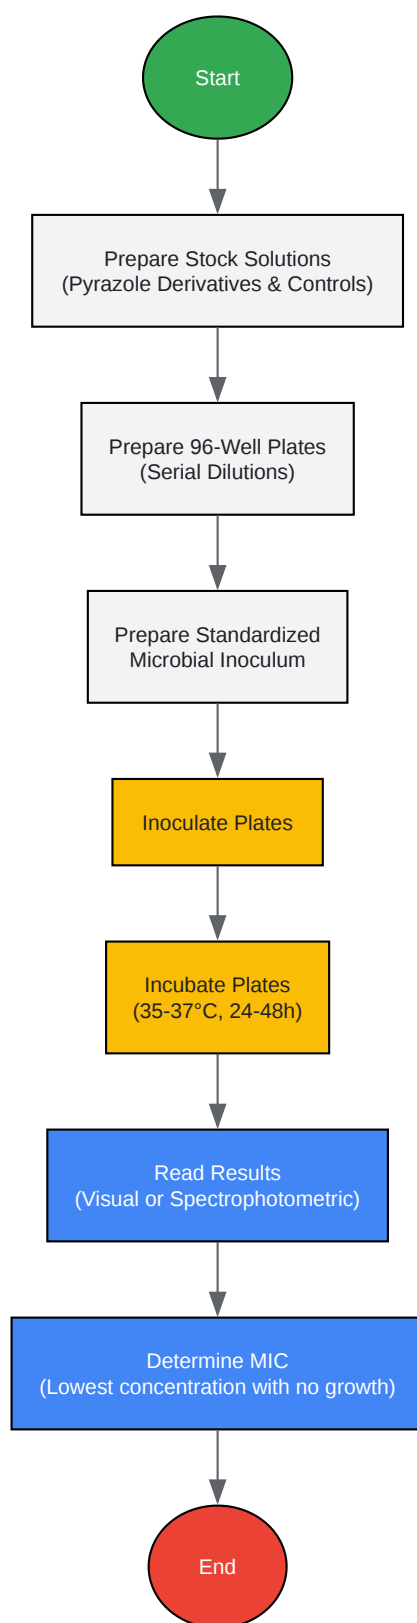 Start
Prepare Stock Solutions
(Pyrazole Derivatives & Controls)
Prepare 96-Well Plates
(Serial Dilutions)
Prepare Standardized
Microbial Inoculum
Inoculate Plates
Incubate Plates
(35-37°C, 24-48h)
Read Results
(Visual or Spectrophotometric)
Determine MIC
(Lowest concentration with no growth)
End